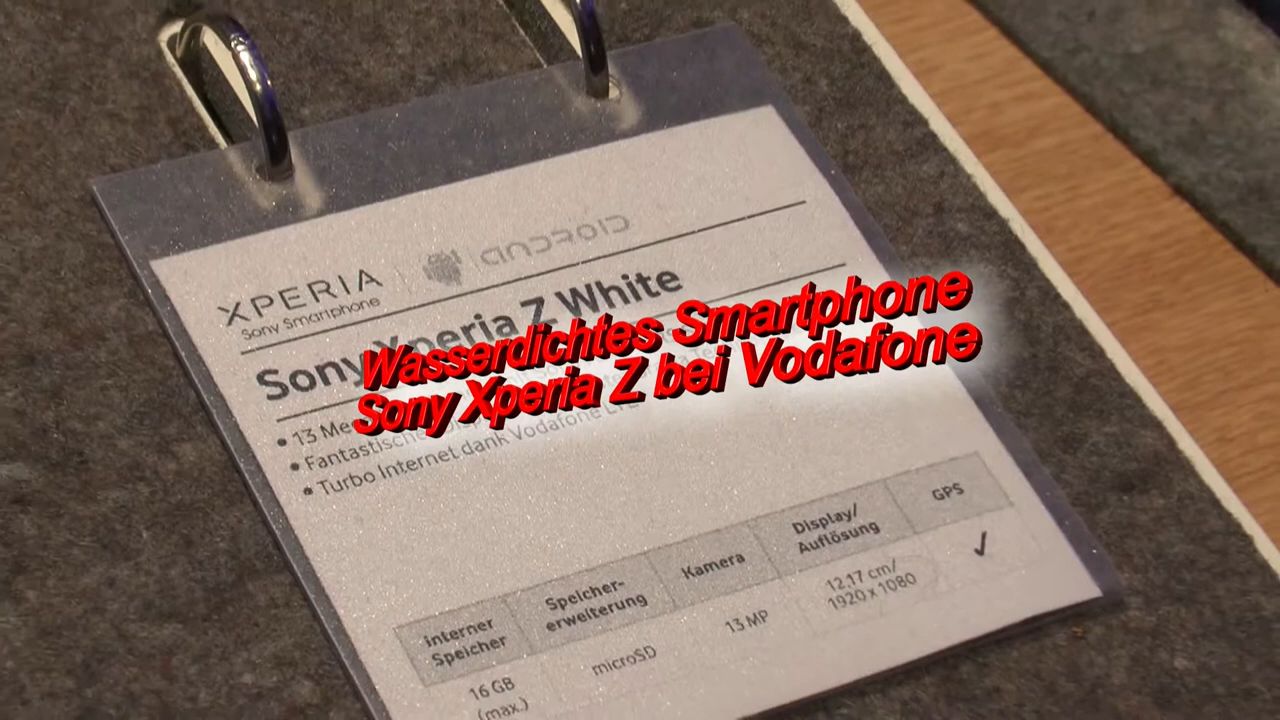 XPERIA
Sony Smartphone
ANDROID
Sony Xperia Z White
Wasserdichtes Smartphone
Sony Xperia Z bei Vodafone
• 13
• Fantastische
• Turbo Internet dank Vodafone LTE
interner Speicher
Speicher-erweiterung
Kamera
Display/Auflösung
GPS
16 GB (max.)
microSD
13 MP
12,17 cm/1920 x 1080
✓